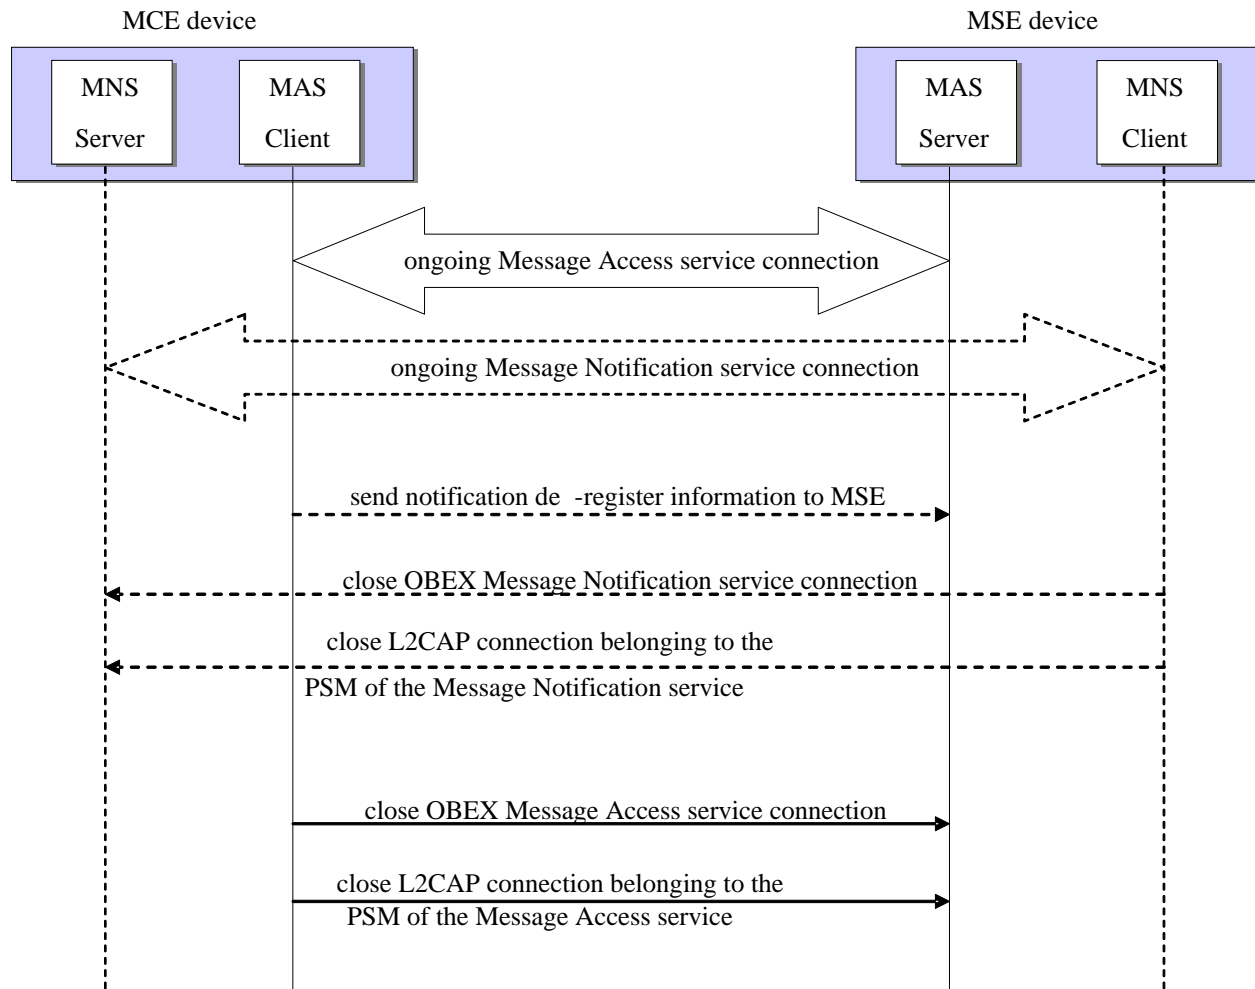 MCE device
MSE device
MNS
Server
MAS
Client
MAS
Server
MNS
Client
ongoing Message Access service connection
ongoing Message Notification service connection
send notification de -register information to MSE
close OBEX Message Notification service connection
close L2CAP connection belonging to the
PSM of the Message Notification service
close OBEX Message Access service connection
close L2CAP connection belonging to the
PSM of the Message Access service